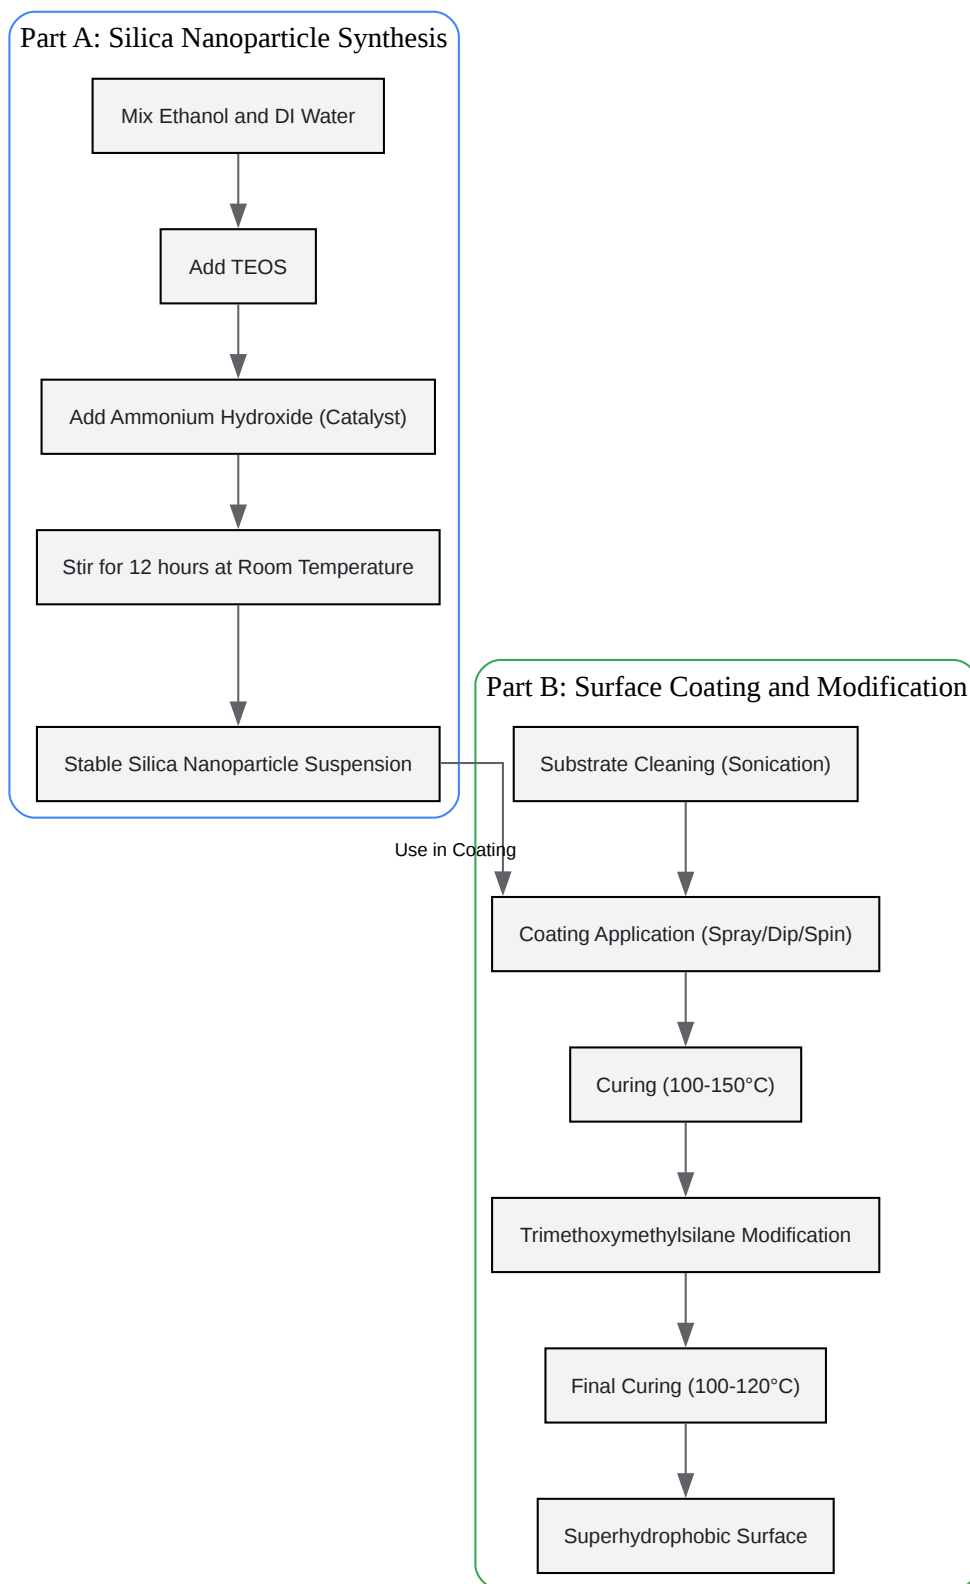 Part A: Silica Nanoparticle Synthesis
Mix Ethanol and DI Water
Add TEOS
Add Ammonium Hydroxide (Catalyst)
Stir for 12 hours at Room Temperature
Stable Silica Nanoparticle Suspension
Use in Coating
Part B: Surface Coating and Modification
Substrate Cleaning (Sonication)
Coating Application (Spray/Dip/Spin)
Curing (100-150°C)
Trimethoxymethylsilane Modification
Final Curing (100-120°C)
Superhydrophobic Surface